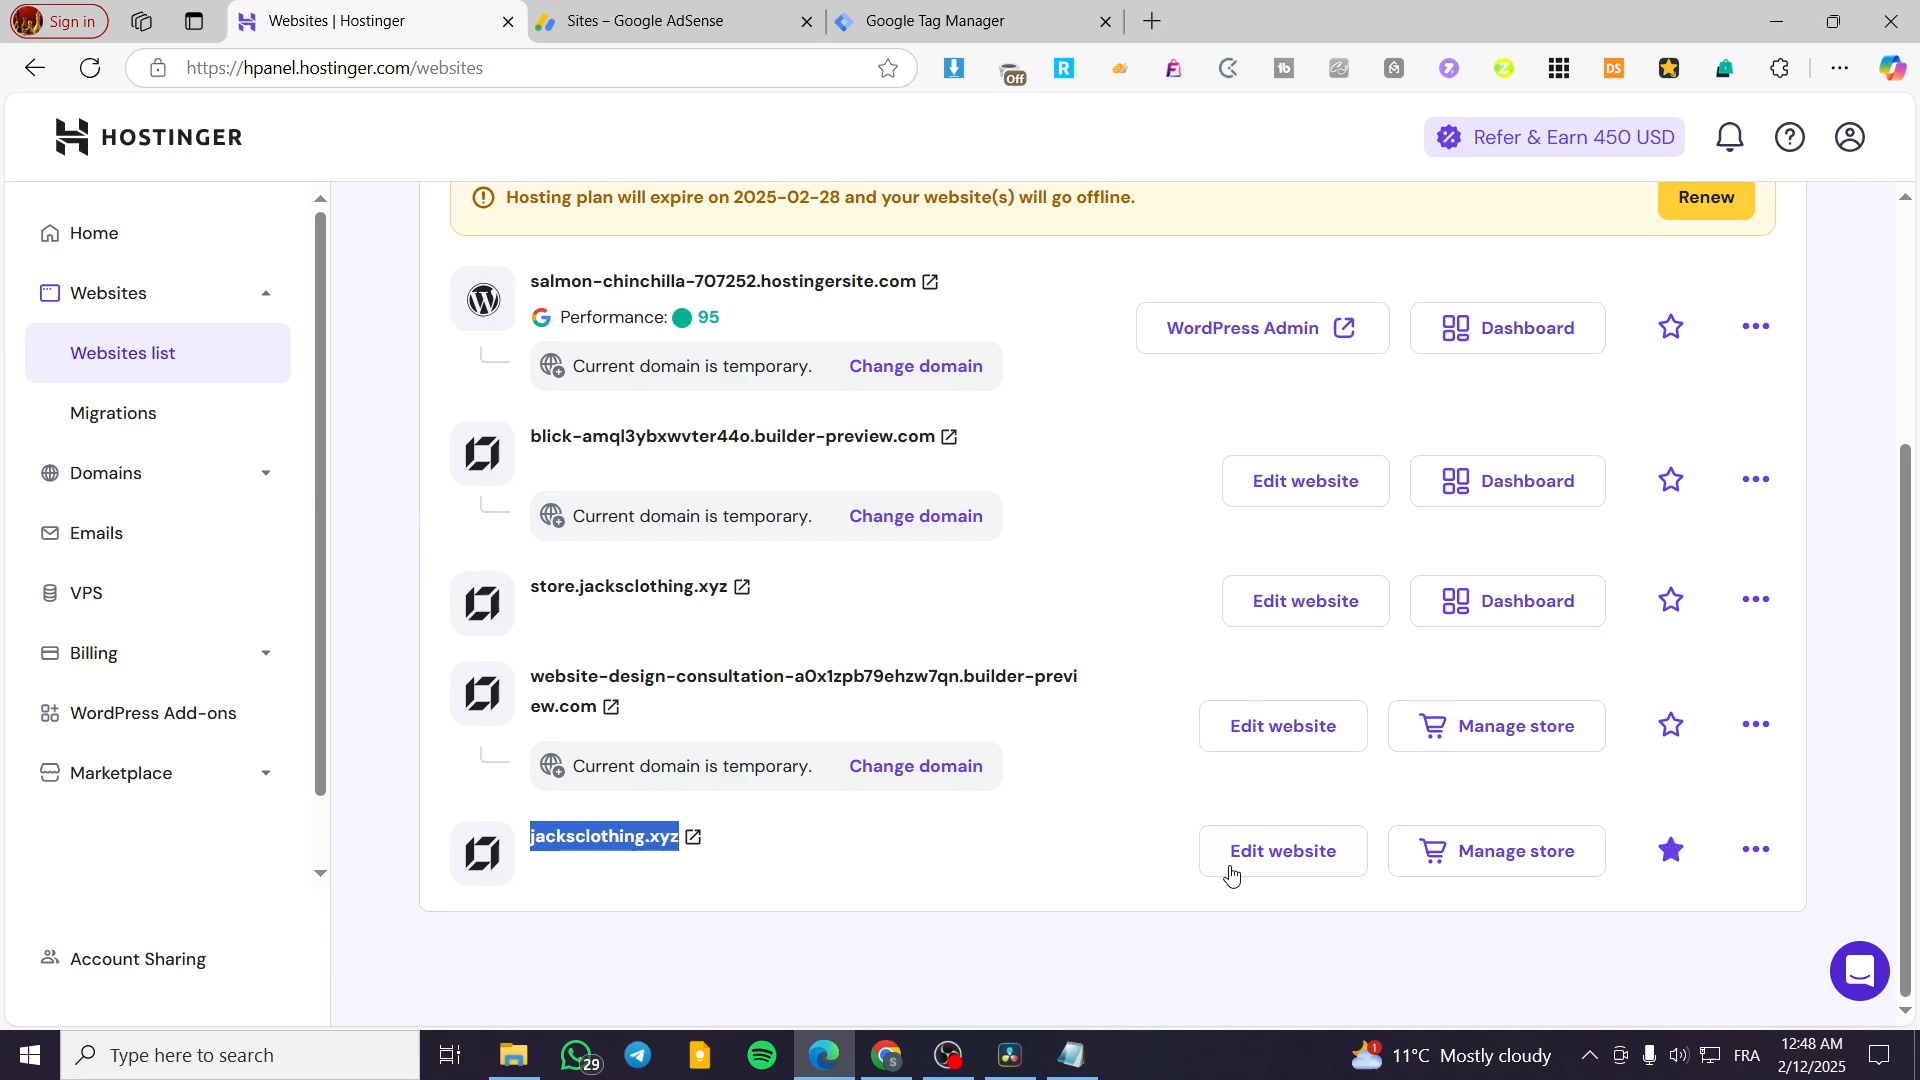 Sign in
Websites | Hostinger
Sites – Google AdSense
Google Tag Manager
https://hpanel.hostinger.com/websites
Off
R
tb
DS
HOSTINGER
Refer & Earn 450 USD
Hosting plan will expire on 2025-02-28 and your website(s) will go offline.
Renew
Home
Websites
Websites list
Migrations
Domains
Emails
VPS
Billing
WordPress Add-ons
Marketplace
Account Sharing
salmon-chinchilla-707252.hostingersite.com
Performance: 95
Current domain is temporary. Change domain
WordPress Admin
Dashboard
blick-amql3ybxwvter44o.builder-preview.com
Current domain is temporary. Change domain
Edit website
Dashboard
store.jacksclothing.xyz
Edit website
Dashboard
website-design-consultation-a0x1zpb79ehzw7qn.builder-previ
ew.com
Current domain is temporary. Change domain
Edit website
Manage store
jacksclothing.xyz
Edit website
Manage store
Type here to search
29
1
11°C Mostly cloudy
FRA
12:48 AM
2/12/2025